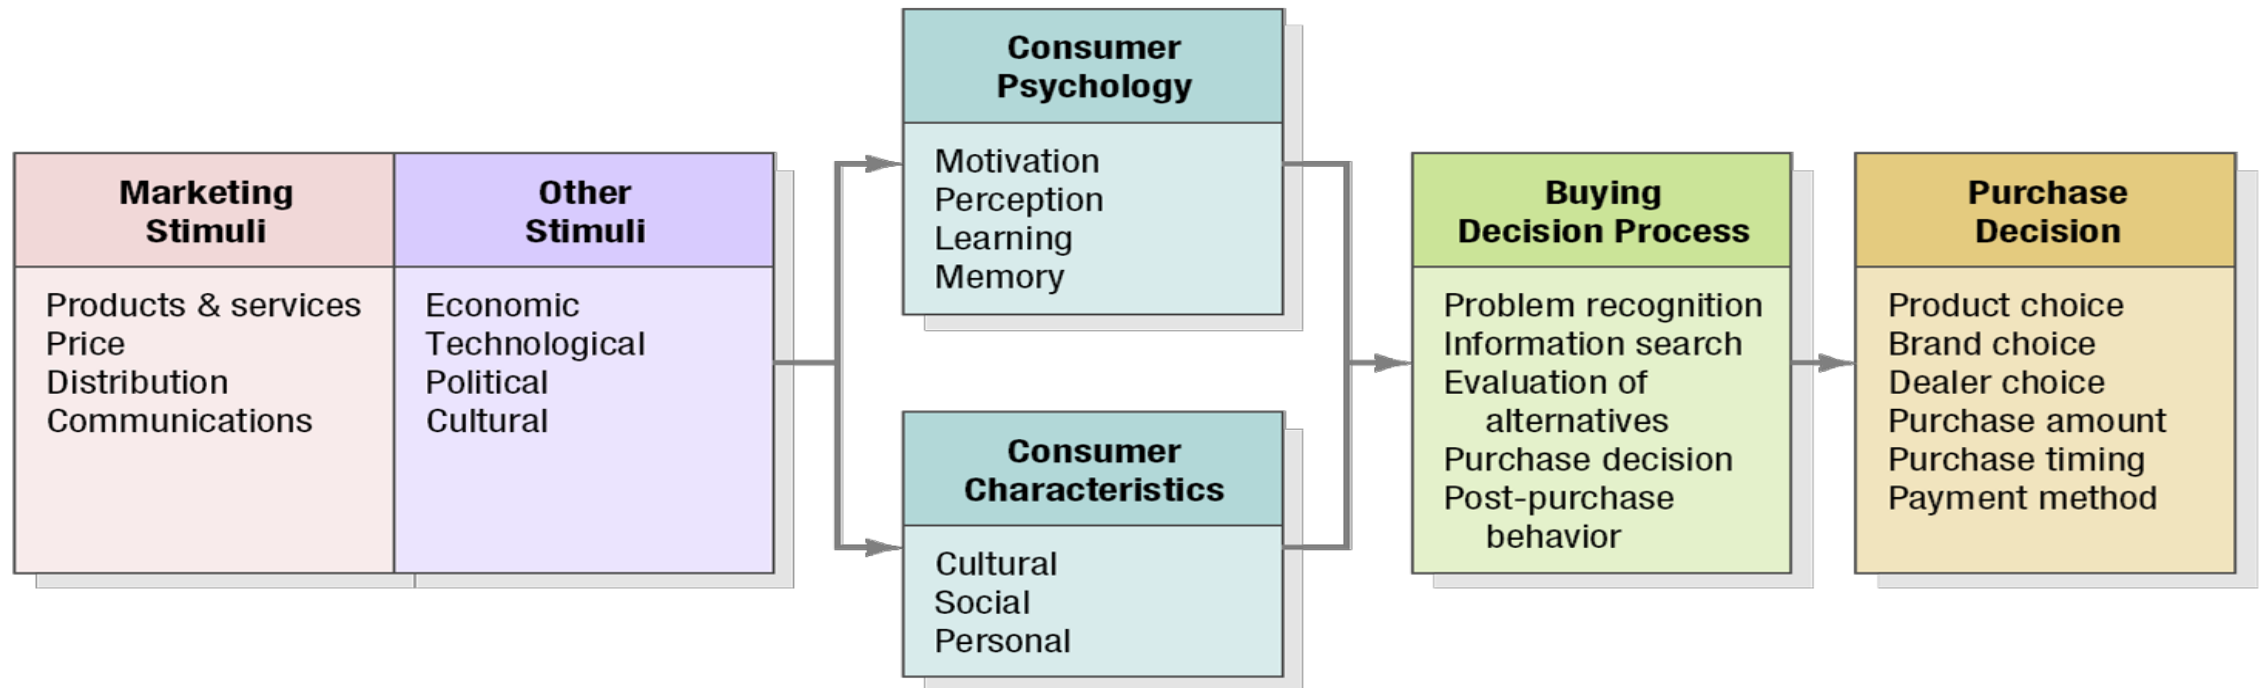 Marketing
Stimuli
Products & services
Price
Distribution
Communications
Other
Stimuli
Economic
Technological
Political
Cultural
Consumer
Psychology
Motivation
Perception
Learning
Memory
Consumer
Characteristics
Cultural
Social
Personal
Buying
Decision Process
Problem recognition
Information search
Evaluation of
alternatives
Purchase decision
Post-purchase
behavior
Purchase
Decision
Product choice
Brand choice
Dealer choice
Purchase amount
Purchase timing
Payment method